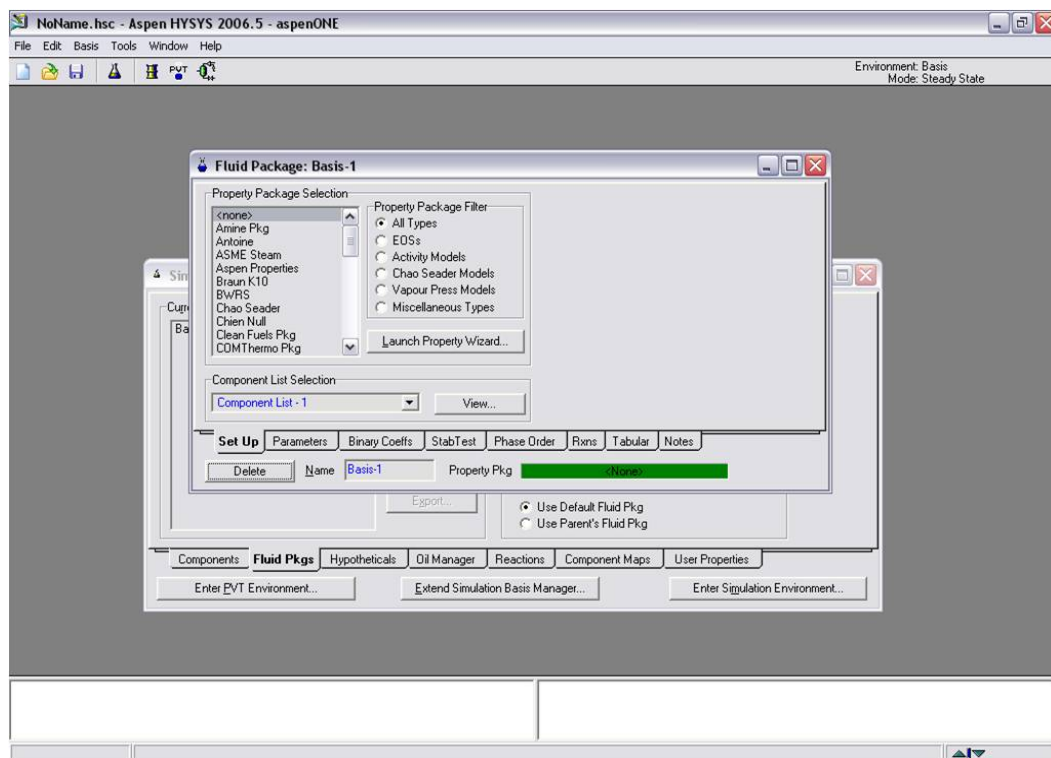 NoName.hsc - Aspen HYSYS 2006.5 - aspenONE
File Edit Basis Tools Window Help
PVT
Environment: Basis
Mode: Steady State
Fluid Package: Basis-1
Property Package Selection
<none>
Amine Pkg
Antoine
ASME Steam
Aspen Properties
Braun K10
BWRS
Chao Seader
Chien Null
Clean Fuels Pkg
COMThermo Pkg
Property Package Filter
All Types
EOSs
Activity Models
Chao Seader Models
Vapour Press Models
Miscellaneous Types
Launch Property Wizard...
Component List Selection
Component List - 1
View...
Set Up Parameters Binary Coeffs StabTest Phase Order Rxns Tabular Notes
Delete Name Basis-1 Property Pkg <None>
Sim
Curr
Ba
Export...
Use Default Fluid Pkg
Use Parent's Fluid Pkg
Components Fluid Pkgs Hypotheticals Oil Manager Reactions Component Maps User Properties
Enter PVT Environment... Extend Simulation Basis Manager... Enter Simulation Environment...